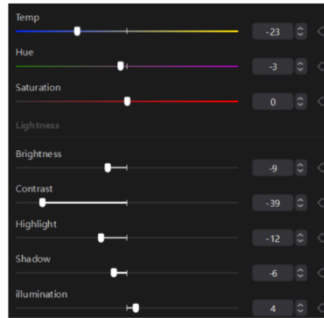 Temp
-23
Hue
-3
Saturation
0
Lightness
Brightness
-9
Contrast
-39
Highlight
-12
Shadow
-6
illumination
4